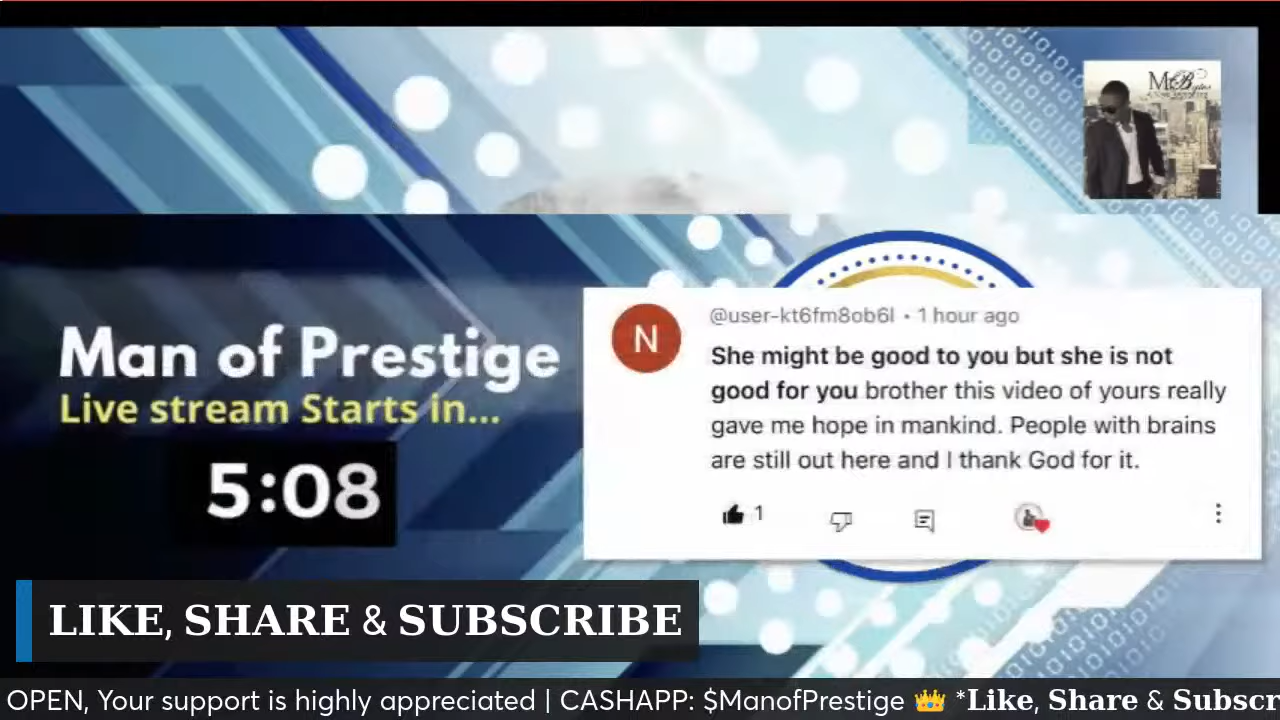 Man of Prestige
Live stream Starts in...
5:08
N
@user-kt6fm8ob6l • 1 hour ago
She might be good to you but she is not
good for you brother this video of yours really
gave me hope in mankind. People with brains
are still out here and I thank God for it.
1
LIKE, SHARE & SUBSCRIBE
OPEN, Your support is highly appreciated | CASHAPP: $ManofPrestige 👑 *Like, Share & Subscr